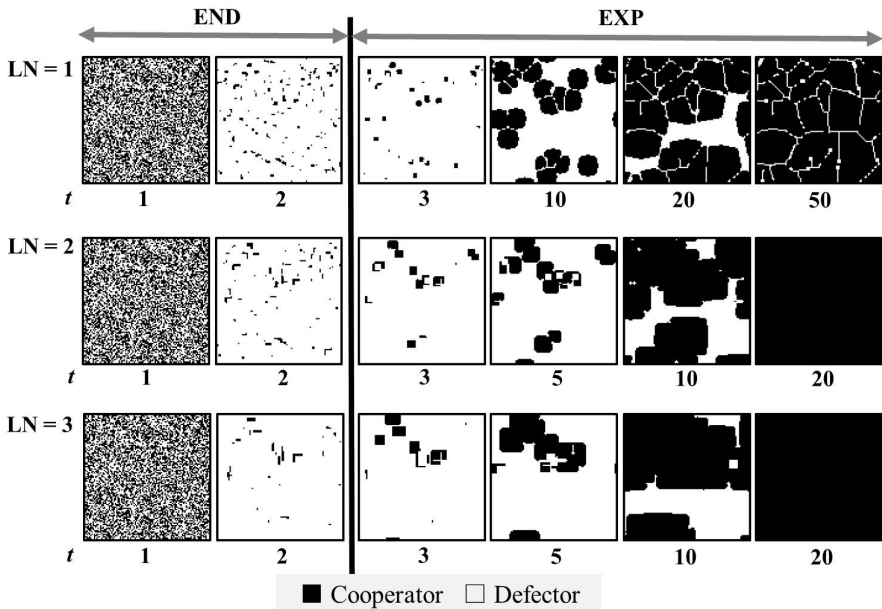 END EXP
LN = 1
t 1 2 3 10 20 50
LN = 2
t 1 2 3 5 10 20
LN = 3
t 1 2 3 5 10 20
Cooperator Defector